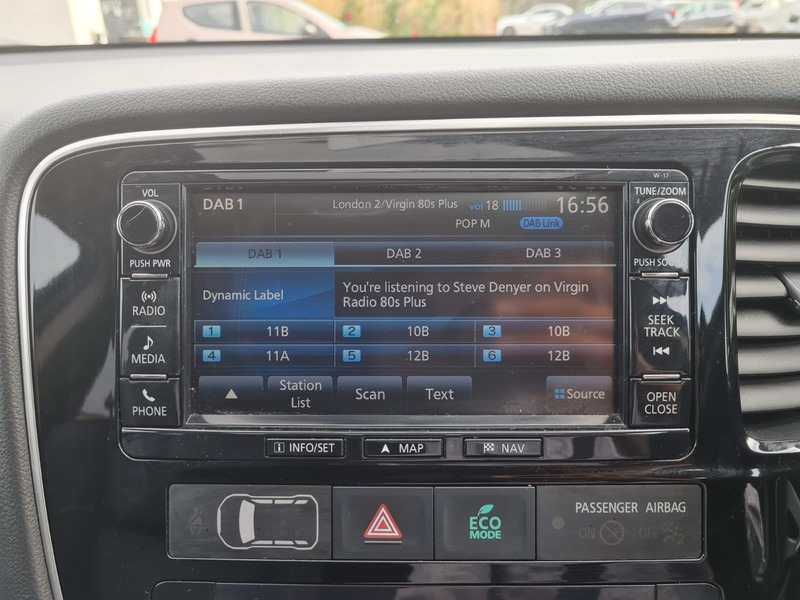 W-17
VOL
TUNE/ZOOM
DAB 1
London 2/Virgin 80s Plus
vol 18
16:56
POP M
DAB Link
PUSH PWR
PUSH SOUND
DAB 1
DAB 2
DAB 3
Dynamic Label
You're listening to Steve Denyer on Virgin
Radio 80s Plus
RADIO
SEEK
TRACK
1 11B
2 10B
3 10B
MEDIA
4 11A
5 12B
6 12B
PHONE
Station
List
Scan
Text
Source
OPEN
CLOSE
i INFO/SET
MAP
NAV
ECO
MODE
PASSENGER AIRBAG
ON
OFF
2